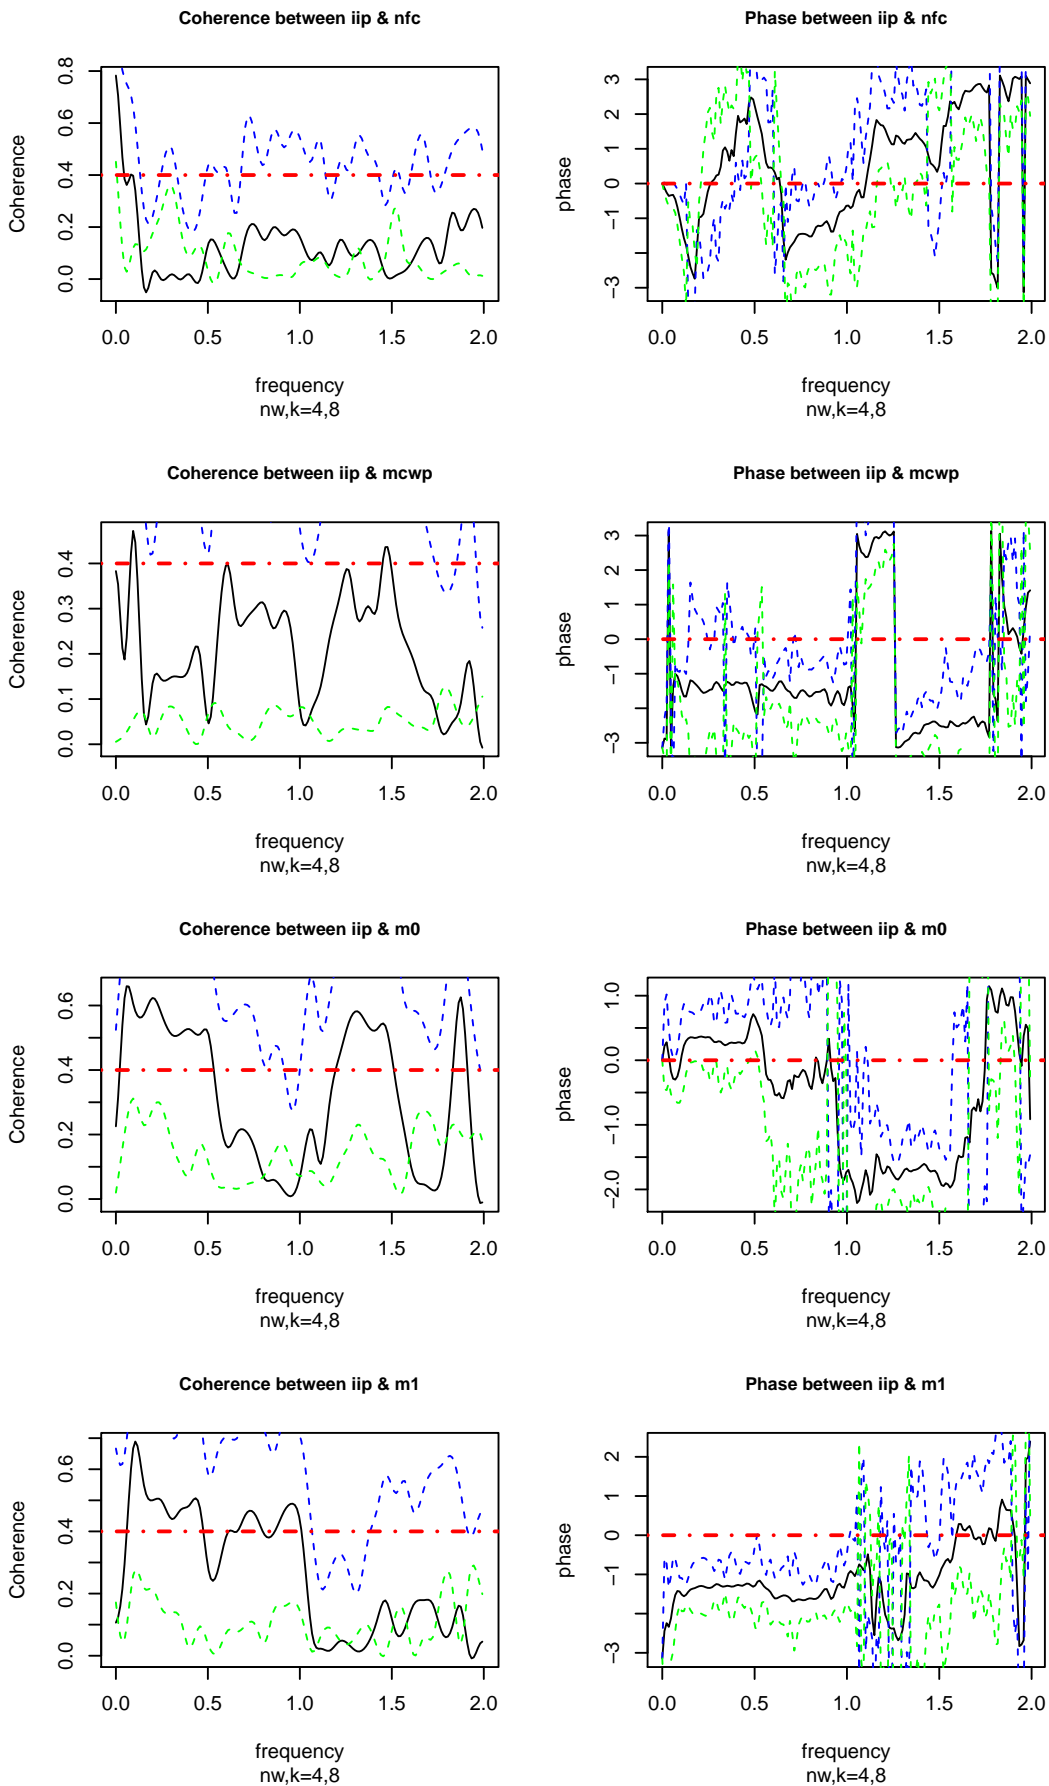 Coherence between iip & nfc
Phase between iip & nfc
Coherence
0.0 0.2 0.4 0.6 0.8
0.0 0.5 1.0 1.5 2.0
frequency
nw,k=4,8
phase
−3 −1 0 1 2 3
0.0 0.5 1.0 1.5 2.0
frequency
nw,k=4,8
Coherence between iip & mcwp
Phase between iip & mcwp
Coherence
0.0 0.1 0.2 0.3 0.4
0.0 0.5 1.0 1.5 2.0
frequency
nw,k=4,8
phase
−3 −1 0 1 2 3
0.0 0.5 1.0 1.5 2.0
frequency
nw,k=4,8
Coherence between iip & m0
Phase between iip & m0
Coherence
0.0 0.2 0.4 0.6
0.0 0.5 1.0 1.5 2.0
frequency
nw,k=4,8
phase
−2.0 −1.0 0.0 1.0
0.0 0.5 1.0 1.5 2.0
frequency
nw,k=4,8
Coherence between iip & m1
Phase between iip & m1
Coherence
0.0 0.2 0.4 0.6
0.0 0.5 1.0 1.5 2.0
frequency
nw,k=4,8
phase
−3 −1 0 1 2
0.0 0.5 1.0 1.5 2.0
frequency
nw,k=4,8